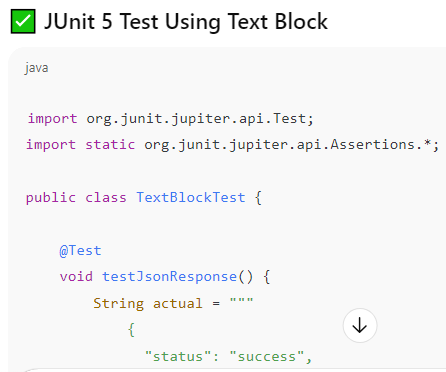 ✅ JUnit 5 Test Using Text Block
java
import org.junit.jupiter.api.Test;
import static org.junit.jupiter.api.Assertions.*;
public class TextBlockTest {
@Test
void testJsonResponse() {
String actual = """
{
"status": "success",